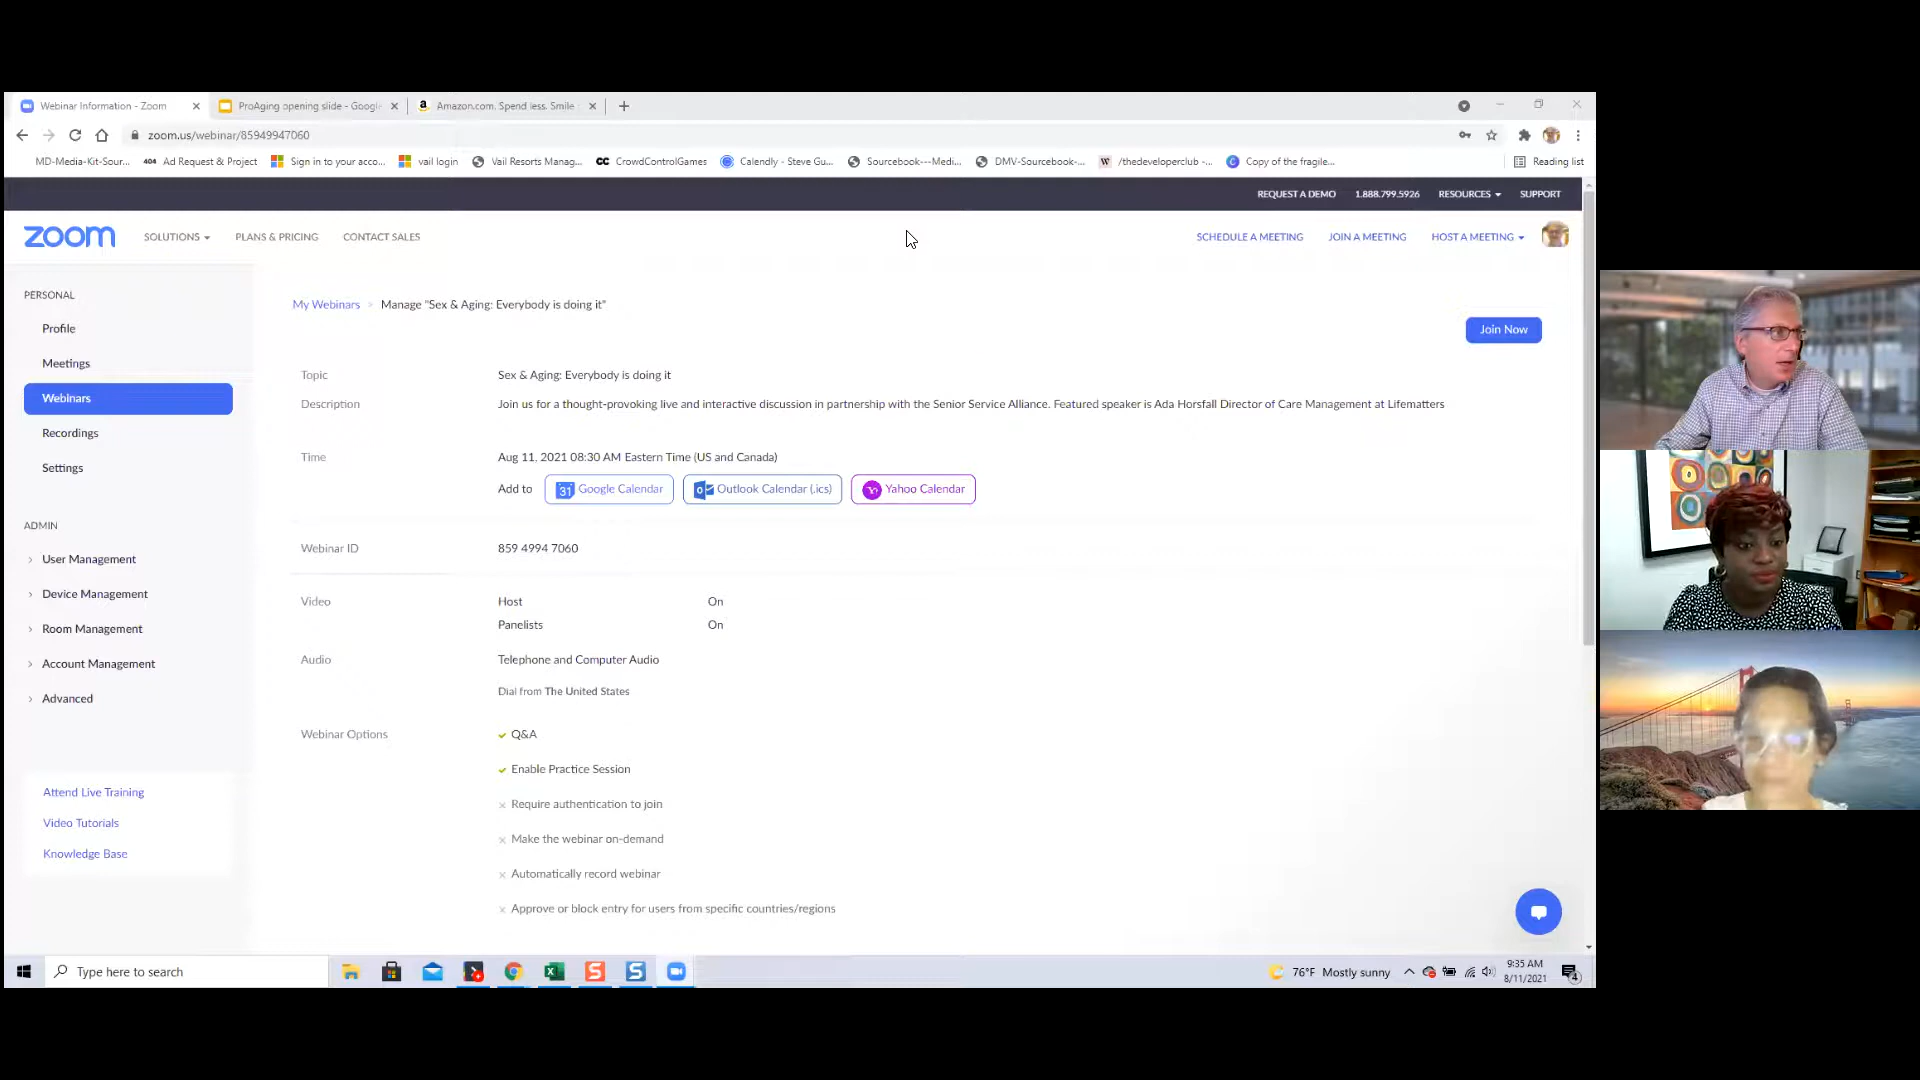 Webinar Information - Zoom
ProAging opening slide - Googl
Amazon.com. Spend less. Smile
zoom.us/webinar/85949947060
MD-Media-Kit-Sour... 404 Ad Request & Project Sign in to your acco... vail login Vail Resorts Manag... CC CrowdControlGames Calendly - Steve Gu... Sourcebook---Medi... DMV-Sourcebook-... W /thedeveloperclub -... C Copy of the fragile... Reading list
REQUEST A DEMO 1.888.799.5926 RESOURCES SUPPORT
zoom SOLUTIONS PLANS & PRICING CONTACT SALES SCHEDULE A MEETING JOIN A MEETING HOST A MEETING
PERSONAL
Profile
Meetings
Webinars
Recordings
Settings
ADMIN
User Management
Device Management
Room Management
Account Management
Advanced
Attend Live Training
Video Tutorials
Knowledge Base
My Webinars > Manage "Sex & Aging: Everybody is doing it"
Join Now
Topic Sex & Aging: Everybody is doing it
Description Join us for a thought-provoking live and interactive discussion in partnership with the Senior Service Alliance. Featured speaker is Ada Horsfall Director of Care Management at Lifematters
Time Aug 11, 2021 08:30 AM Eastern Time (US and Canada)
Add to 31 Google Calendar Outlook Calendar (.ics) Yahoo Calendar
Webinar ID 859 4994 7060
Video Host On
Panelists On
Audio Telephone and Computer Audio
Dial from The United States
Webinar Options Q&A
Enable Practice Session
Require authentication to join
Make the webinar on-demand
Automatically record webinar
Approve or block entry for users from specific countries/regions
Type here to search
76°F Mostly sunny
9:35 AM
8/11/2021
4